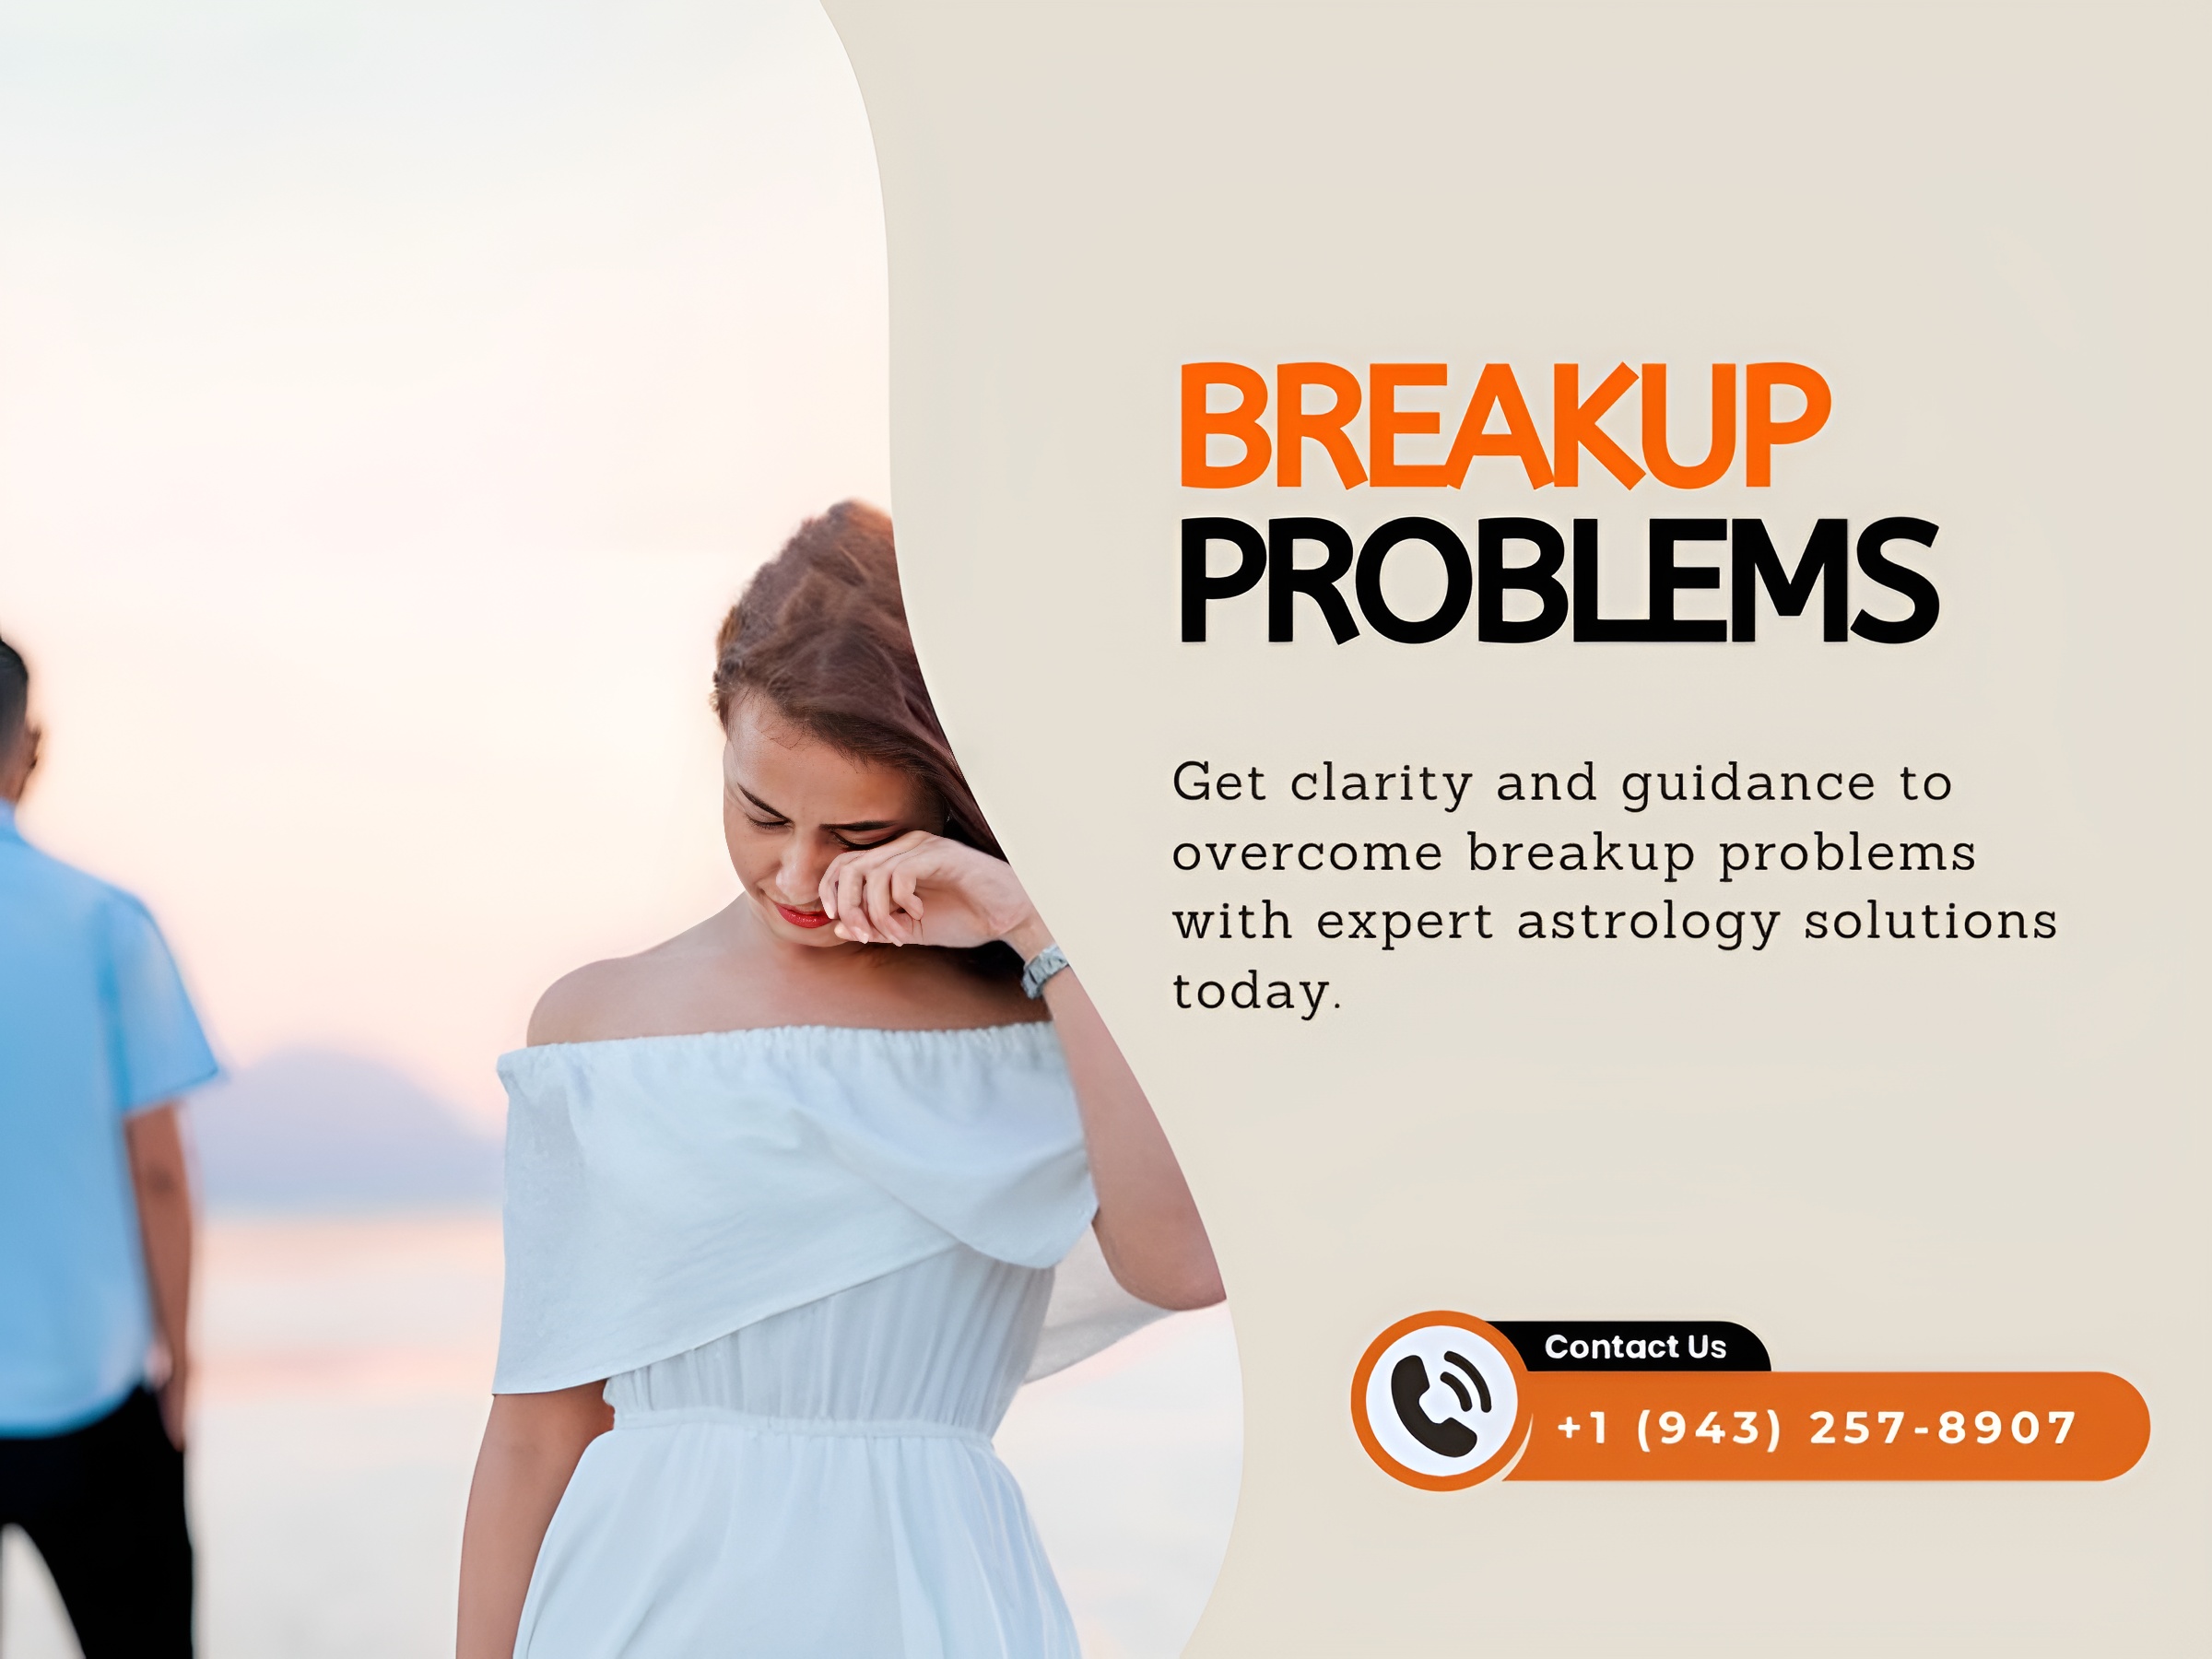 BREAKUP
PROBLEMS
Get clarity and guidance to
overcome breakup problems
with expert astrology solutions
today.
Contact Us
+1 (943) 257-8907